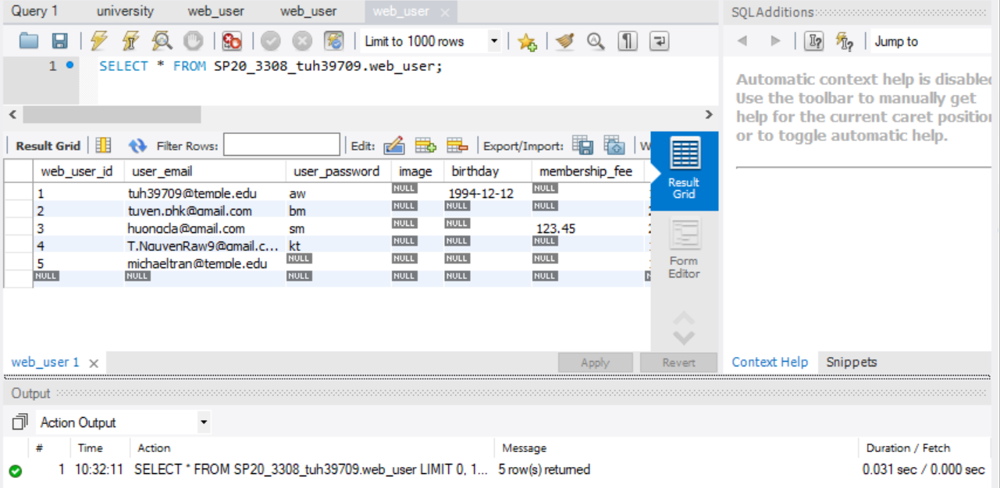 Query 1 university web_user web_user web_user
SQLAdditions
Limit to 1000 rows
Jump to
1 SELECT * FROM SP20_3308_tuh39709.web_user;
Automatic context help is disabled
Use the toolbar to manually get
help for the current caret position
or to toggle automatic help.
Result Grid Filter Rows: Edit: Export/Import:
web_user_id user_email user_password image birthday membership_fee
1 tuh39709@temple.edu aw NULL 1994-12-12 NULL
2 tuyen.phk@gmail.com bm NULL NULL NULL
3 huongcla@gmail.com sm NULL NULL 123.45
4 T.NguyenRaw9@gmail.c... kt NULL NULL NULL
5 michaeltran@temple.edu NULL NULL NULL NULL
NULL NULL NULL NULL NULL NULL
Result
Grid
Form
Editor
web_user 1 Apply Revert
Context Help Snippets
Output
Action Output
# Time Action Message Duration / Fetch
1 10:32:11 SELECT * FROM SP20_3308_tuh39709.web_user LIMIT 0, 1... 5 row(s) returned 0.031 sec / 0.000 sec